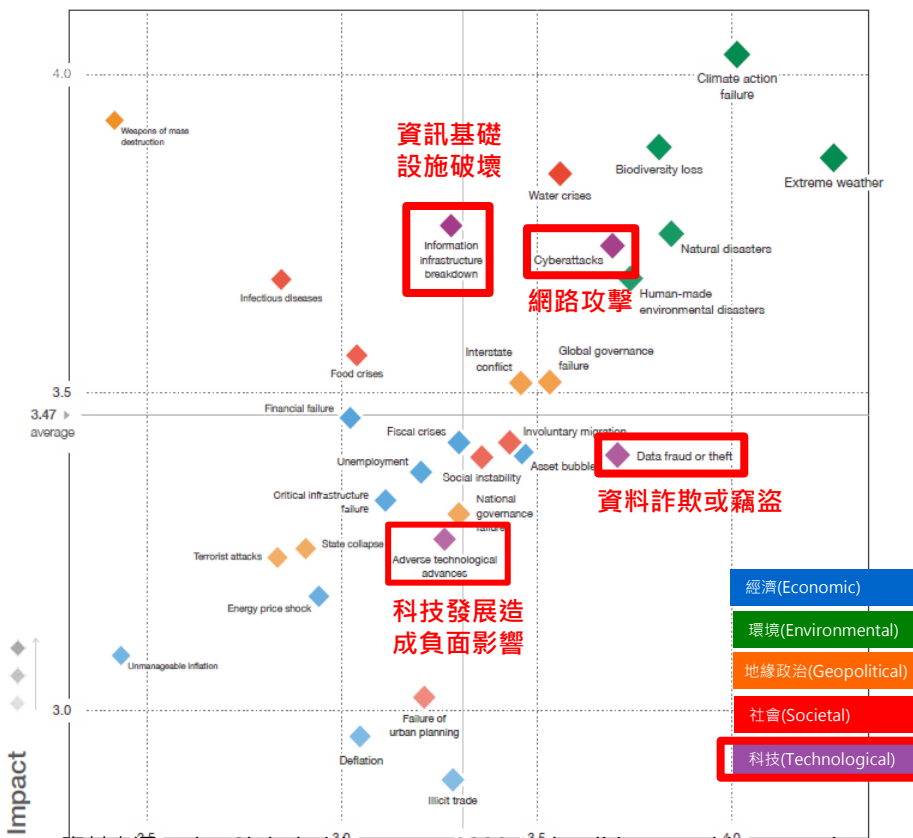 4.0
Climate action
failure
Weapons of mass
destruction
資訊基礎
設施破壞
Biodiversity loss
Extreme weather
Water crises
Information
infrastructure
breakdown
Cyberattacks
Natural disasters
網路攻擊
Human-made
environmental disasters
Infectious diseases
Interstate
conflict
Global governance
failure
Food crises
3.5
3.47
average
Financial failure
Fiscal crises
Involuntary migration
Data fraud or theft
Asset bubble
Unemployment
Social instability
資料詐欺或竊盜
Critical infrastructure
failure
National
governance
failure
State collapse
Terrorist attacks
Adverse technological
advances
Energy price shock
科技發展造
成負面影響
經濟(Economic)
環境(Environmental)
地緣政治(Geopolitical)
社會(Societal)
科技(Technological)
Unmanageable inflation
3.0
Failure of
urban planning
Deflation
Illicit trade
Impact